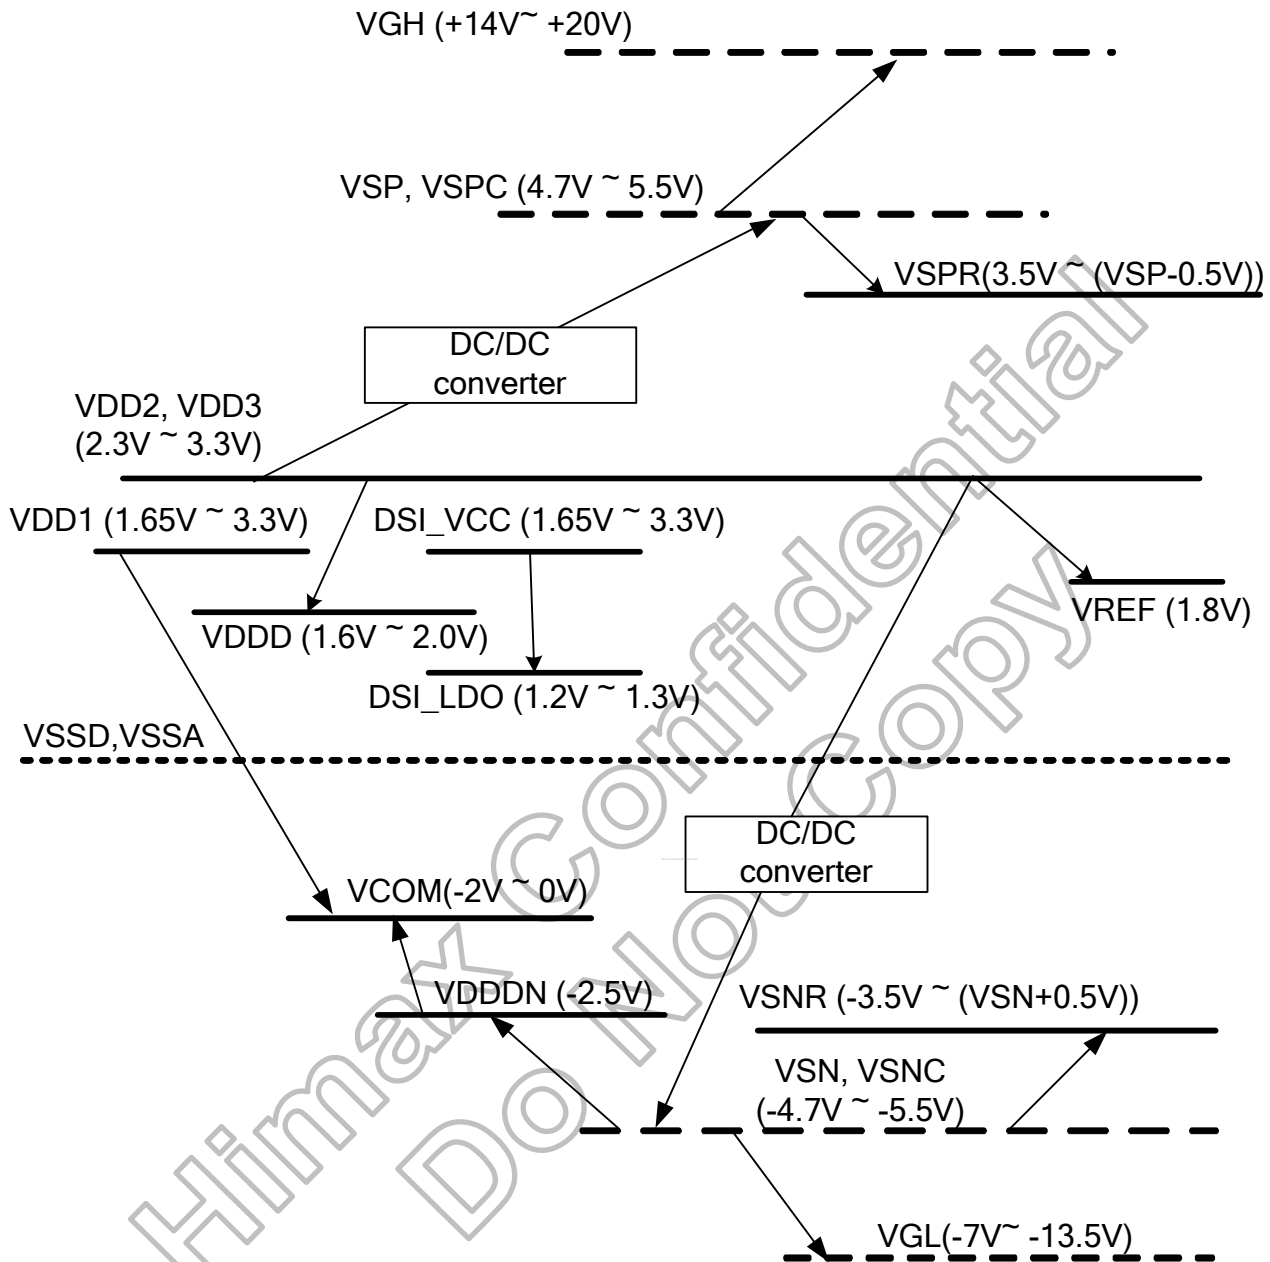 VGH (+14V~ +20V)
VSP, VSPC (4.7V ~ 5.5V)
VSPR(3.5V ~ (VSP-0.5V))
DC/DC
converter
VDD2, VDD3
(2.3V ~ 3.3V)
VDD1 (1.65V ~ 3.3V)
DSI_VCC (1.65V ~ 3.3V)
VREF (1.8V)
VDDD (1.6V ~ 2.0V)
DSI_LDO (1.2V ~ 1.3V)
VSSD,VSSA
DC/DC
converter
VCOM(-2V ~ 0V)
VDDDN (-2.5V)
VSNR (-3.5V ~ (VSN+0.5V))
VSN, VSNC
(-4.7V ~ -5.5V)
VGL(-7V~ -13.5V)
Himax Confidential
Do Not Copy